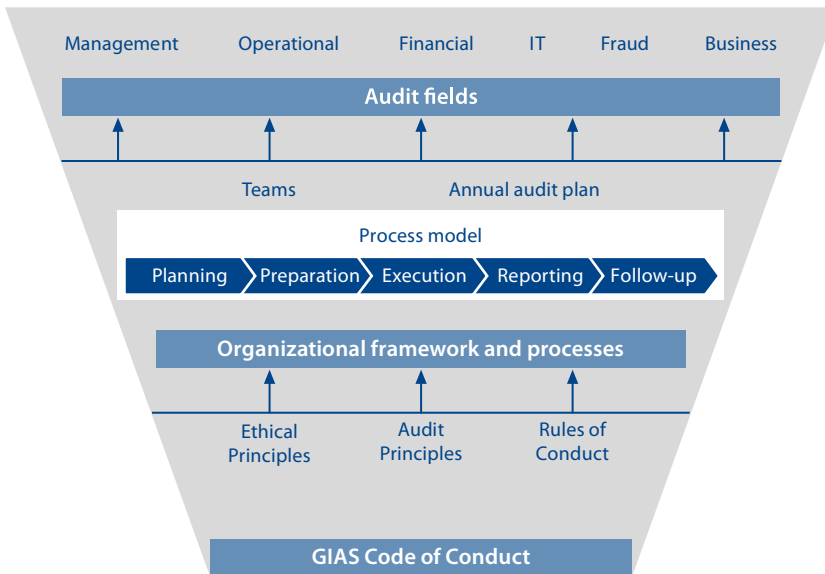 Management Operational Financial IT Fraud Business
Audit fields
Teams Annual audit plan
Process model
Planning Preparation Execution Reporting Follow-up
Organizational framework and processes
Ethical Audit Rules of
Principles Principles Conduct
GIAS Code of Conduct